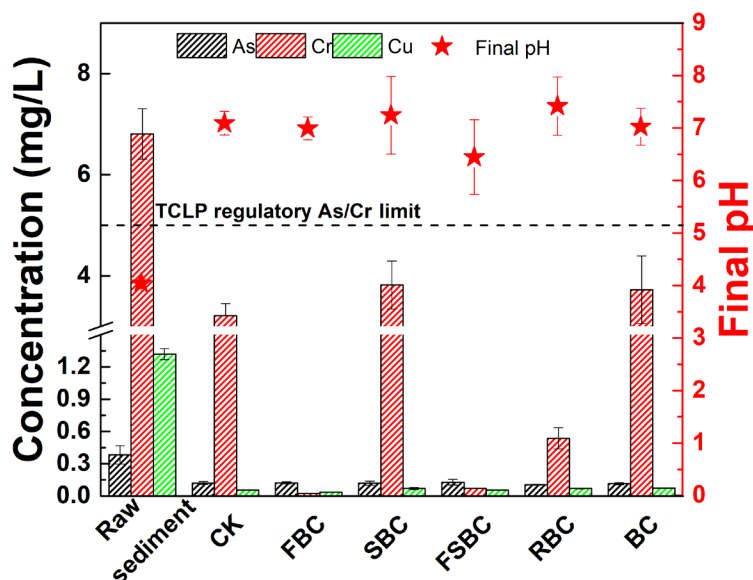 As Cr Cu Final pH
Concentration (mg/L)
8
6
4
1.2
0.9
0.6
0.3
0.0
TCLP regulatory As/Cr limit
9
8
7
6
5
4
3
2
1
0
Final pH
Raw
sediment
CK
FBC
SBC
FSBC
RBC
BC